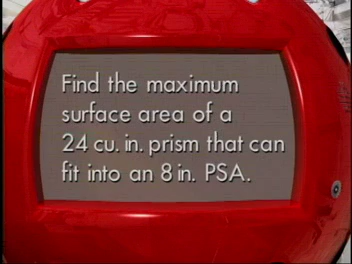 Find the maximum
surface area of a
24 cu. in. prism that can
fit into an 8 in. PSA.